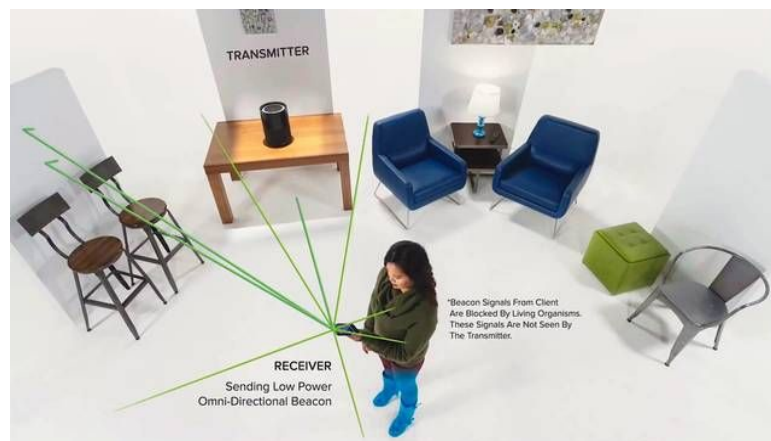 TRANSMITTER
*Beacon Signals From Client
Are Blocked By Living Organisms.
These Signals Are Not Seen By
The Transmitter.
RECEIVER
Sending Low Power
Omni-Directional Beacon